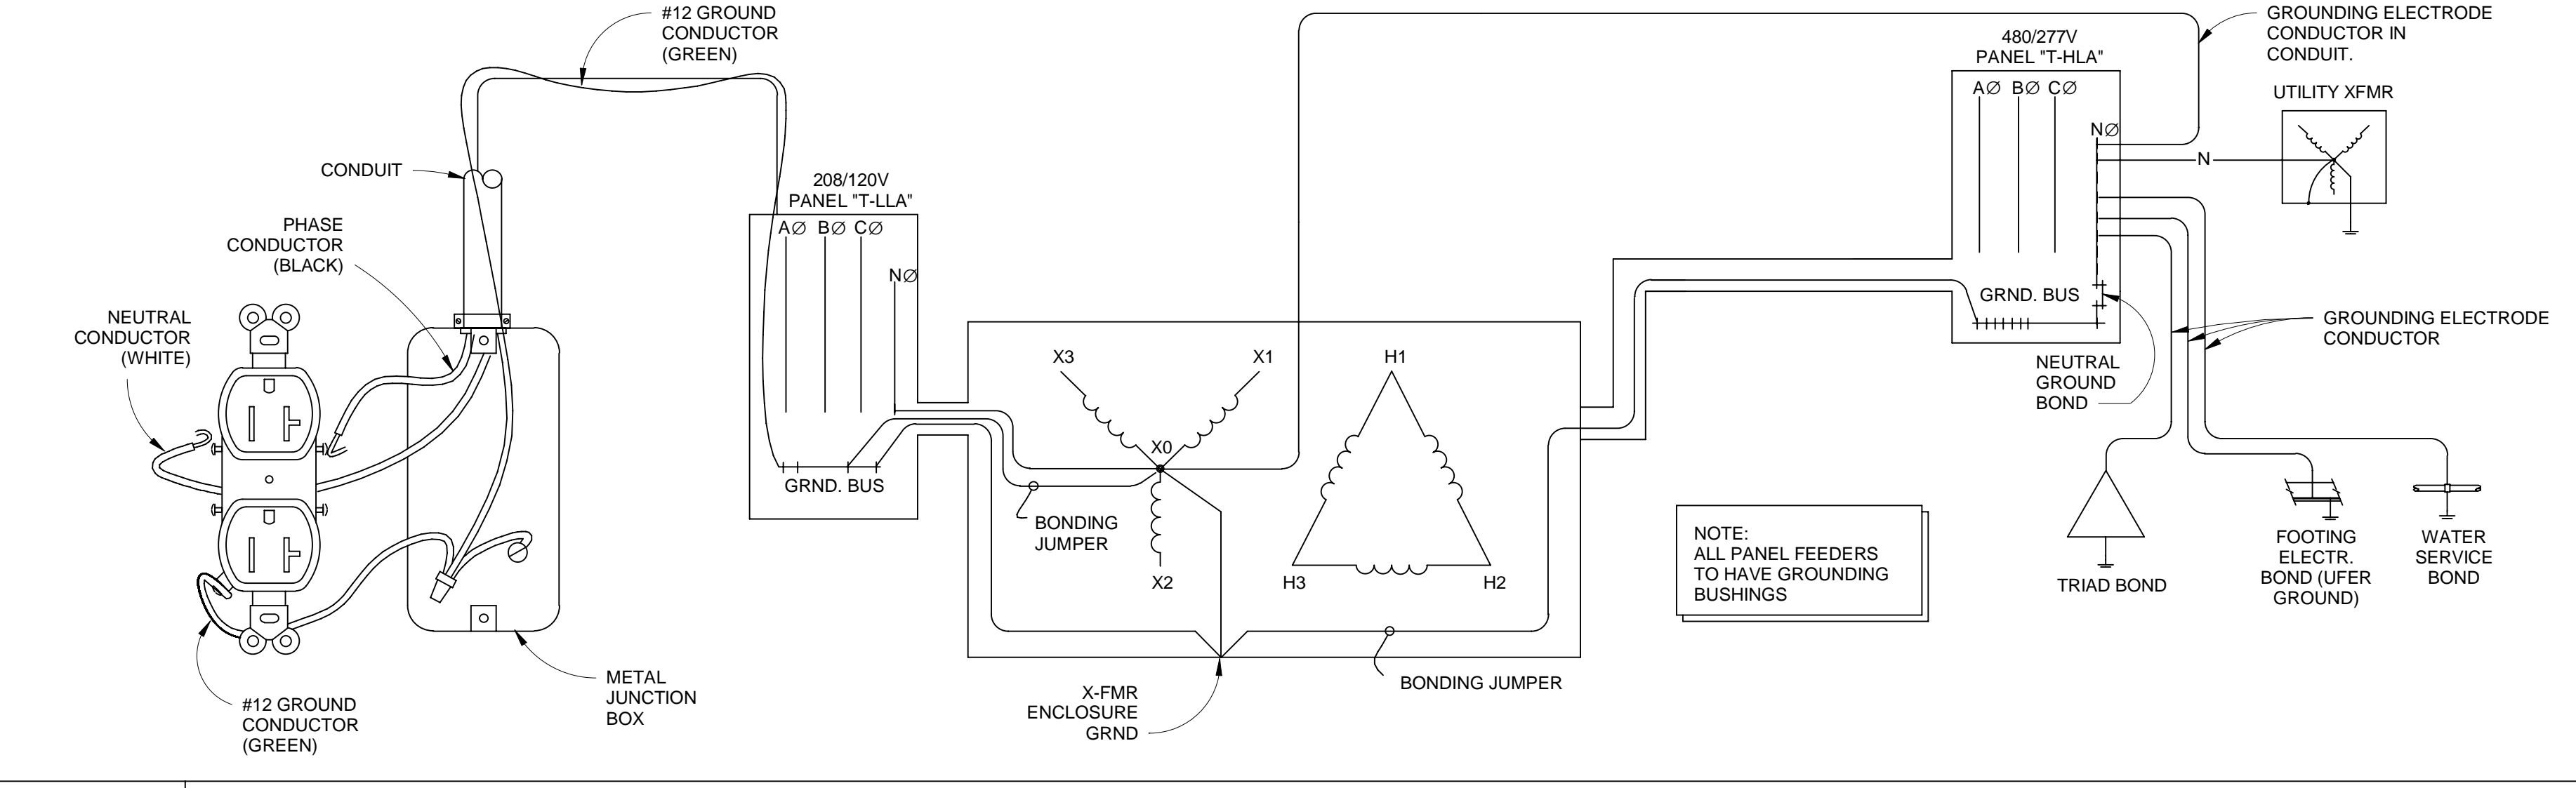 #12 GROUND
CONDUCTOR
(GREEN)
GROUNDING ELECTRODE
CONDUCTOR IN
CONDUIT.
480/277V
PANEL "T-HLA"
AØ BØ CØ
NØ
UTILITY XFMR
N
CONDUIT
208/120V
PANEL "T-LLA"
AØ BØ CØ
NØ
PHASE
CONDUCTOR
(BLACK)
NEUTRAL
CONDUCTOR
(WHITE)
GRND. BUS
GROUNDING ELECTRODE
CONDUCTOR
NEUTRAL
GROUND
BOND
X3
X1
H1
X0
GRND. BUS
BONDING
JUMPER
X2
H3
H2
NOTE:
ALL PANEL FEEDERS
TO HAVE GROUNDING
BUSHINGS
TRIAD BOND
FOOTING
ELECTR.
BOND (UFER
GROUND)
WATER
SERVICE
BOND
METAL
JUNCTION
BOX
#12 GROUND
CONDUCTOR
(GREEN)
X-FMR
ENCLOSURE
GRND
BONDING JUMPER